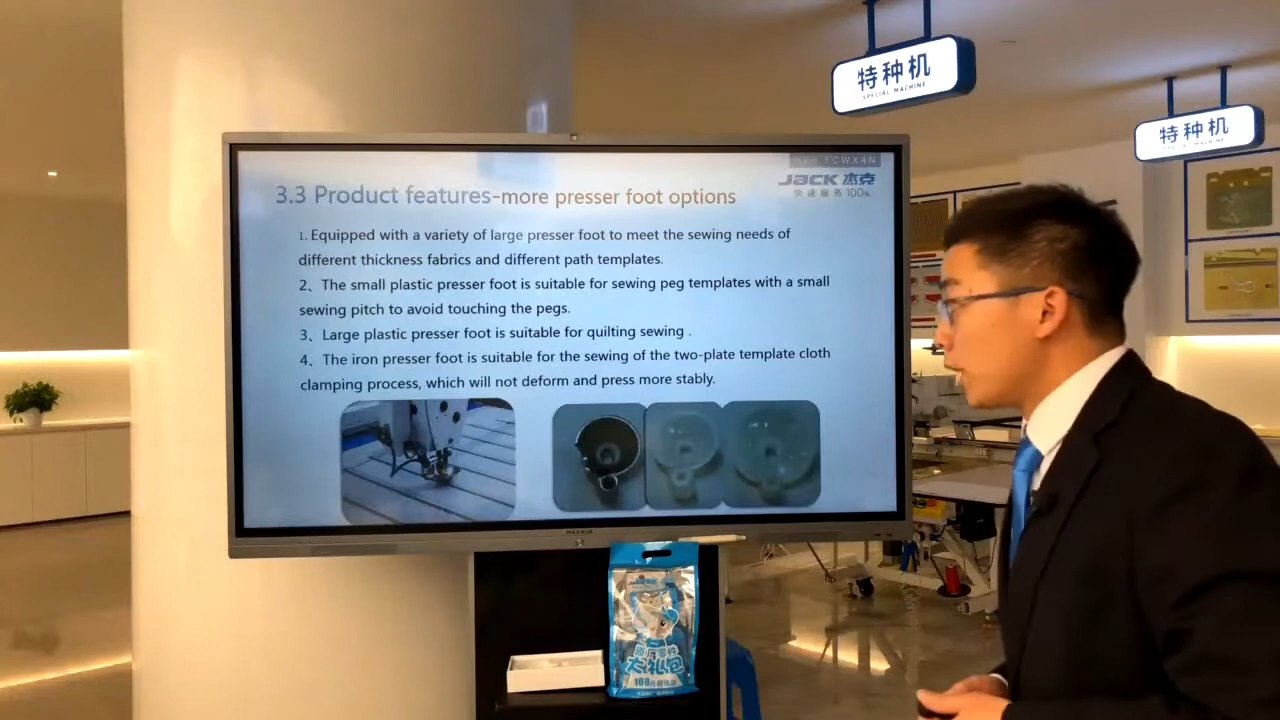 特种机
SPECIAL MACHINE
特种机
FCWX4N
JACK 杰克
快速服务100%
3.3 Product features-more presser foot options
1. Equipped with a variety of large presser foot to meet the sewing needs of
different thickness fabrics and different path templates.
2、The small plastic presser foot is suitable for sewing peg templates with a small
sewing pitch to avoid touching the pegs.
3、Large plastic presser foot is suitable for quilting sewing .
4、The iron presser foot is suitable for the sewing of the two-plate template cloth
clamping process, which will not deform and press more stably.
MAXHUB
大礼包